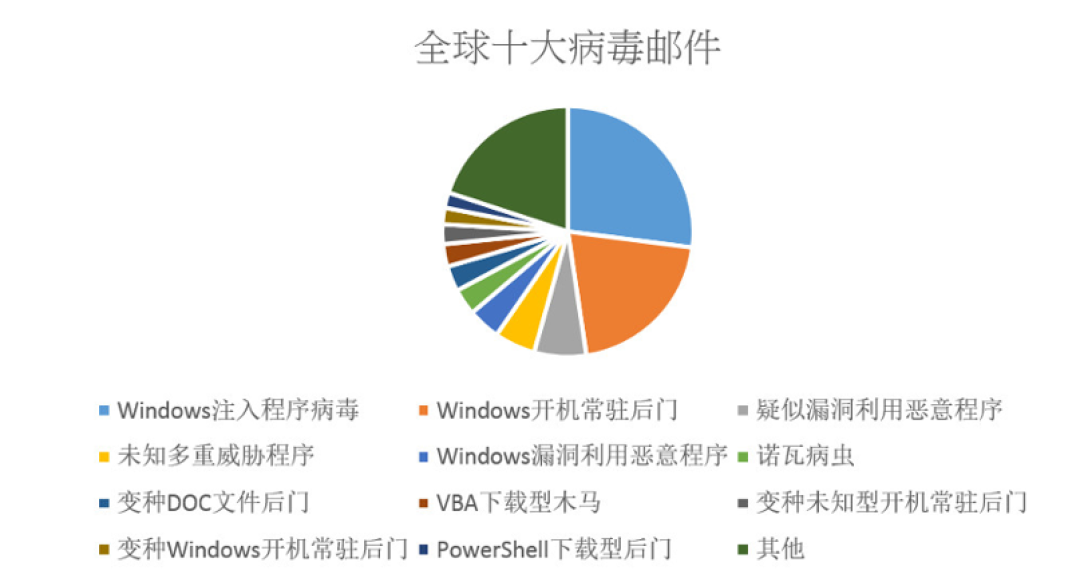 全球十大病毒邮件
Windows注入程序病毒 Windows开机常驻后门 疑似漏洞利用恶意程序
未知多重威胁程序 Windows漏洞利用恶意程序 诺瓦病虫
变种DOC文件后门 VBA下载型木马 变种未知型开机常驻后门
变种Windows开机常驻后门 PowerShell下载型后门 其他